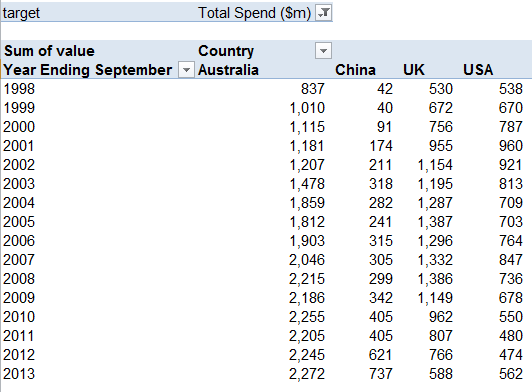 target Total Spend ($m)
Sum of value Country
Year Ending September Australia China UK USA
1998 837 42 530 538
1999 1,010 40 672 670
2000 1,115 91 756 787
2001 1,181 174 955 960
2002 1,207 211 1,154 921
2003 1,478 318 1,195 813
2004 1,859 282 1,287 709
2005 1,812 241 1,387 703
2006 1,903 315 1,296 764
2007 2,046 305 1,332 847
2008 2,215 299 1,386 736
2009 2,186 342 1,149 678
2010 2,255 405 962 550
2011 2,205 405 807 480
2012 2,245 621 766 474
2013 2,272 737 588 562